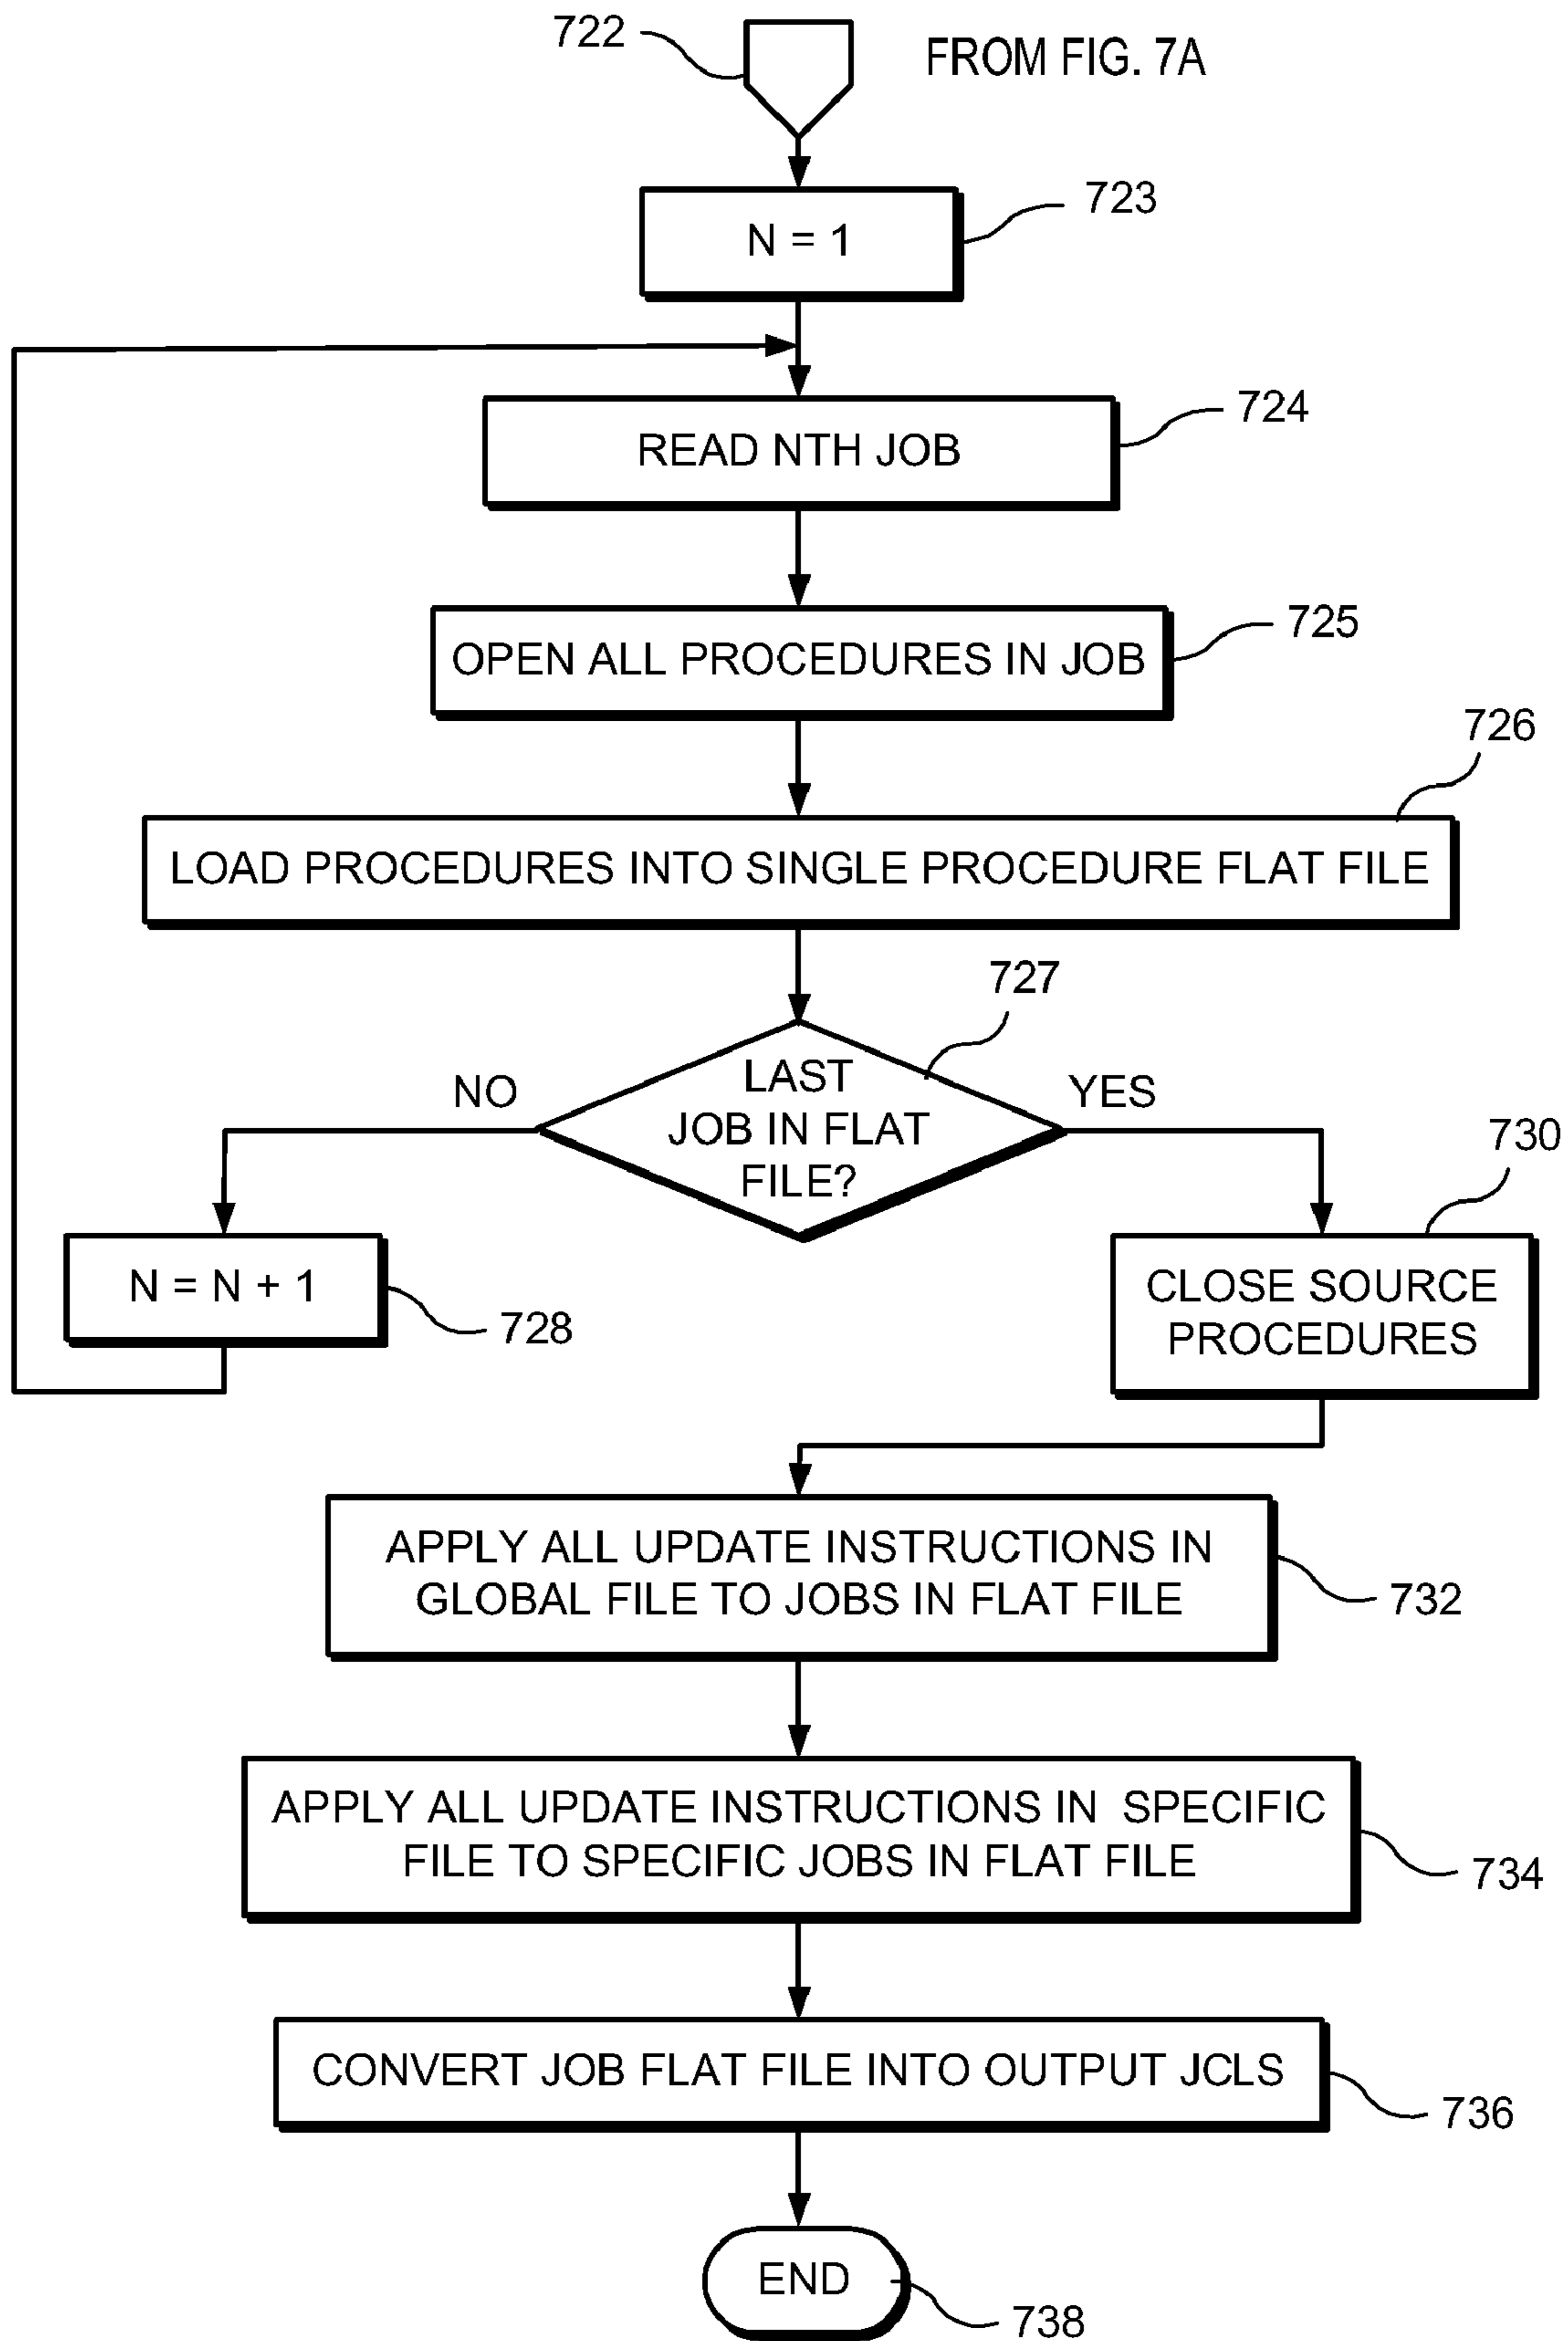 722
FROM FIG. 7A
723
N = 1
724
READ NTH JOB
725
OPEN ALL PROCEDURES IN JOB
726
LOAD PROCEDURES INTO SINGLE PROCEDURE FLAT FILE
727
NO
LAST
JOB IN FLAT
FILE?
YES
730
N = N + 1
728
CLOSE SOURCE
PROCEDURES
APPLY ALL UPDATE INSTRUCTIONS IN
GLOBAL FILE TO JOBS IN FLAT FILE
732
APPLY ALL UPDATE INSTRUCTIONS IN SPECIFIC
FILE TO SPECIFIC JOBS IN FLAT FILE
734
CONVERT JOB FLAT FILE INTO OUTPUT JCLS
736
END
738